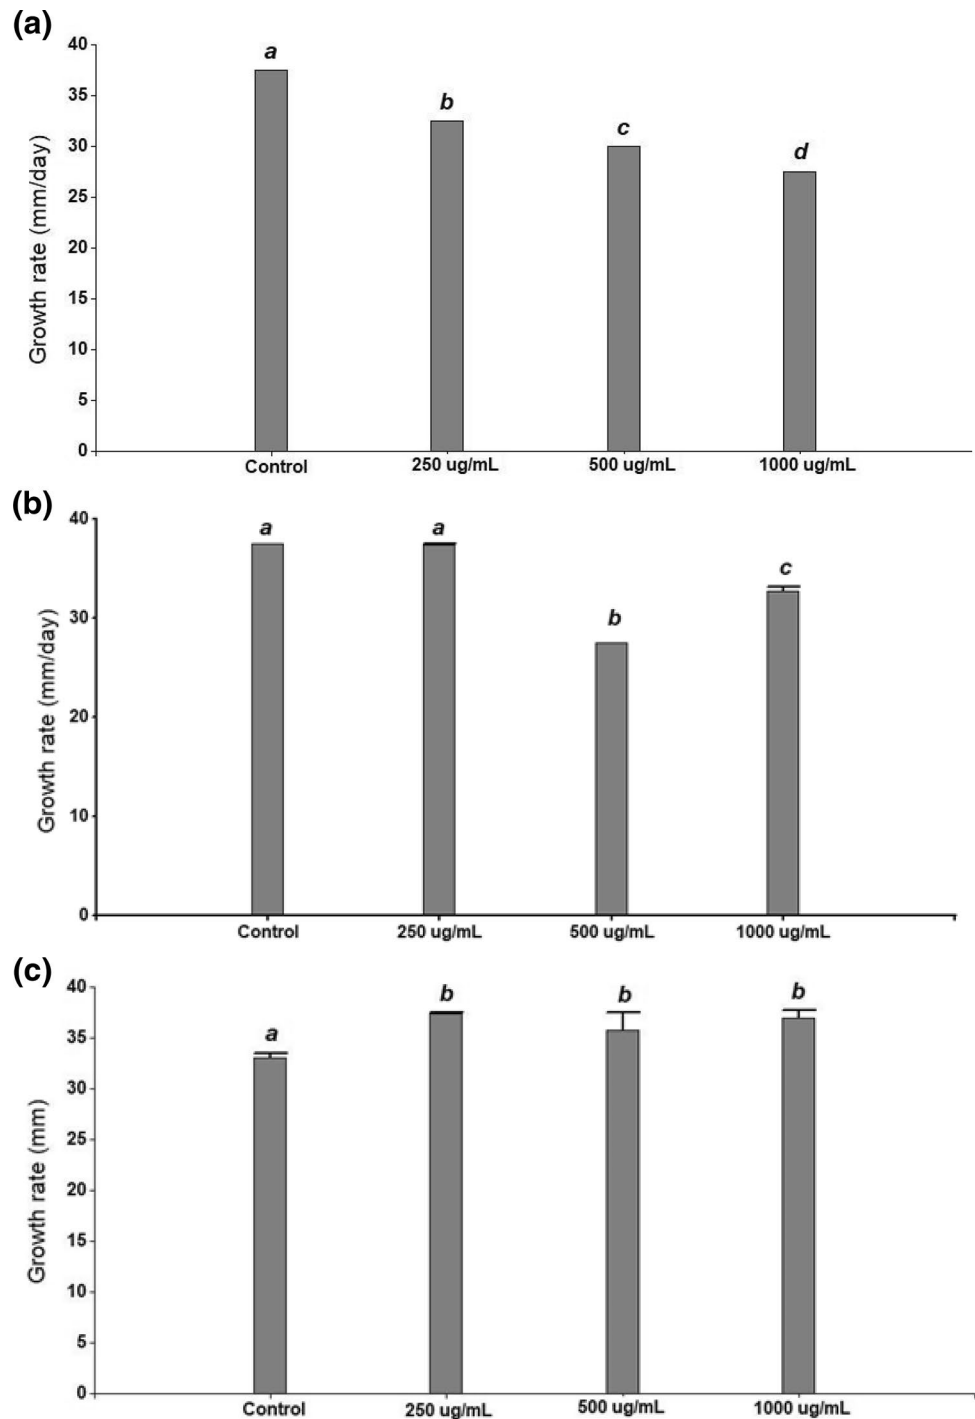 (a)
40
35
30
25
20
15
10
5
0
Growth rate (mm/day)
a
b
c
d
Control
250 ug/mL
500 ug/mL
1000 ug/mL
(b)
40
30
20
10
0
Growth rate (mm/day)
a
a
b
c
Control
250 ug/mL
500 ug/mL
1000 ug/mL
(c)
40
35
30
25
20
15
10
5
0
Growth rate (mm)
a
b
b
b
Control
250 ug/mL
500 ug/mL
1000 ug/mL